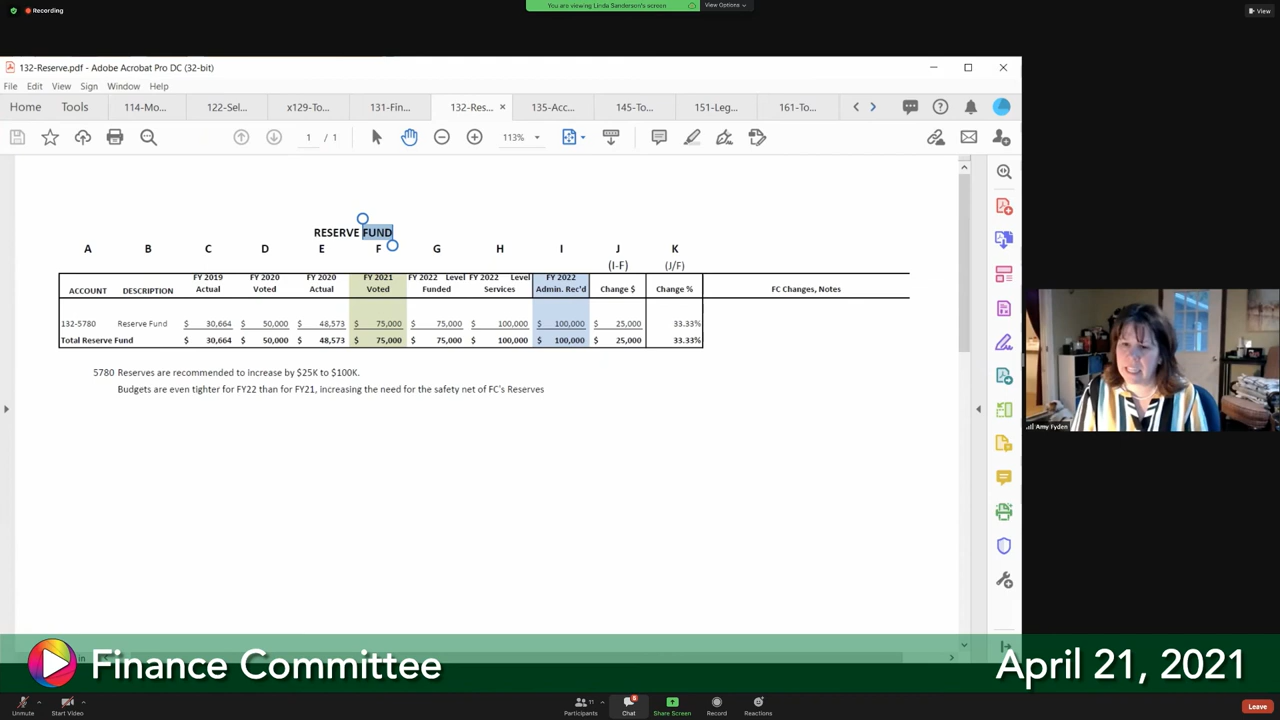 Recording
You are viewing Linda Sanderson's screen
View Options
View
132-Reserve.pdf - Adobe Acrobat Pro DC (32-bit)
File Edit View Sign Window Help
Home Tools 114-Mo... 122-Sel... x129-To... 131-Fin... 132-Res... × 135-Acc... 145-To... 151-Leg... 161-To...
1 / 1 113%
RESERVE FUND
A B C D E F G H I J K
(I-F) (J/F)
FY 2019 FY 2020 FY 2020 FY 2021 FY 2022 Level FY 2022 Level FY 2022
ACCOUNT DESCRIPTION Actual Voted Actual Voted Funded Services Admin. Rec'd Change $ Change % FC Changes, Notes
132-5780 Reserve Fund $ 30,664 $ 50,000 $ 48,573 $ 75,000 $ 75,000 $ 100,000 $ 100,000 $ 25,000 33.33%
Total Reserve Fund $ 30,664 $ 50,000 $ 48,573 $ 75,000 $ 75,000 $ 100,000 $ 100,000 $ 25,000 33.33%
5780 Reserves are recommended to increase by $25K to $100K.
Budgets are even tighter for FY22 than for FY21, increasing the need for the safety net of FC's Reserves
Amy Fyden
Finance Committee
April 21, 2021
Unmute Start Video Participants 11 Chat 6 Share Screen Record Reactions Leave